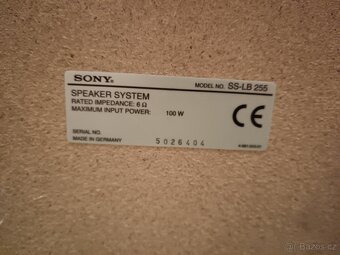 SONY® MODEL NO. SS-LB 255
SPEAKER SYSTEM
RATED IMPEDANCE: 6 Ω
MAXIMUM INPUT POWER: 100 W
SERIAL NO.
MADE IN GERMANY 5026404
CE
Bazoš.cz